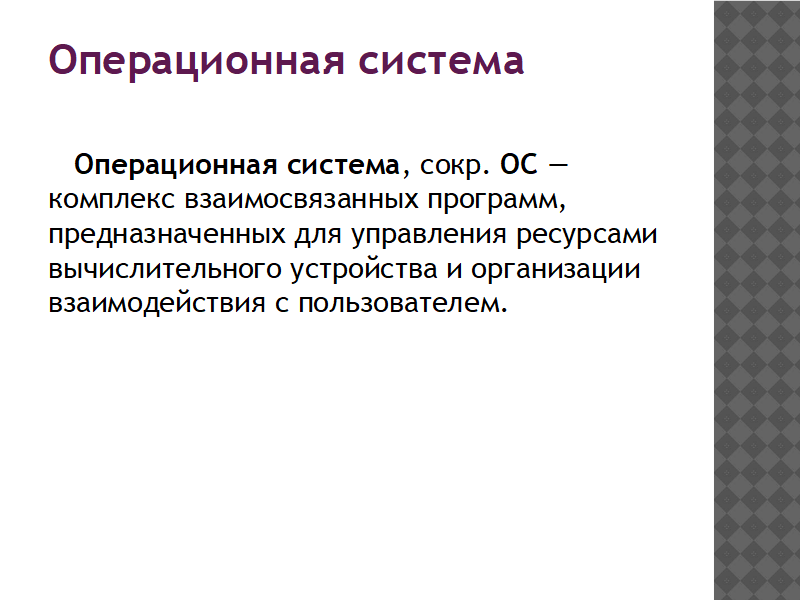 Операционная система
Операционная система, сокр. ОС —
комплекс взаимосвязанных программ,
предназначенных для управления ресурсами
вычислительного устройства и организации
взаимодействия с пользователем.